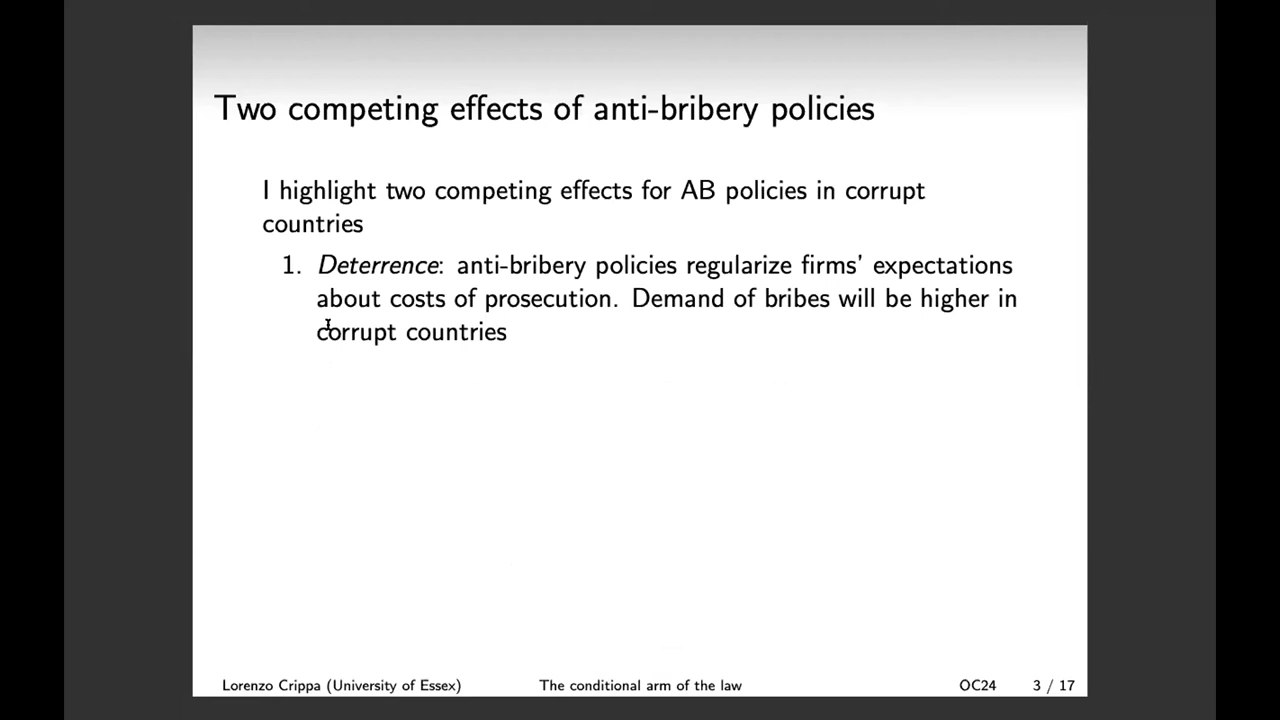 Two competing effects of anti-bribery policies
I highlight two competing effects for AB policies in corrupt
countries
1. Deterrence: anti-bribery policies regularize firms' expectations
about costs of prosecution. Demand of bribes will be higher in
corrupt countries
Lorenzo Crippa (University of Essex) The conditional arm of the law OC24 3 / 17